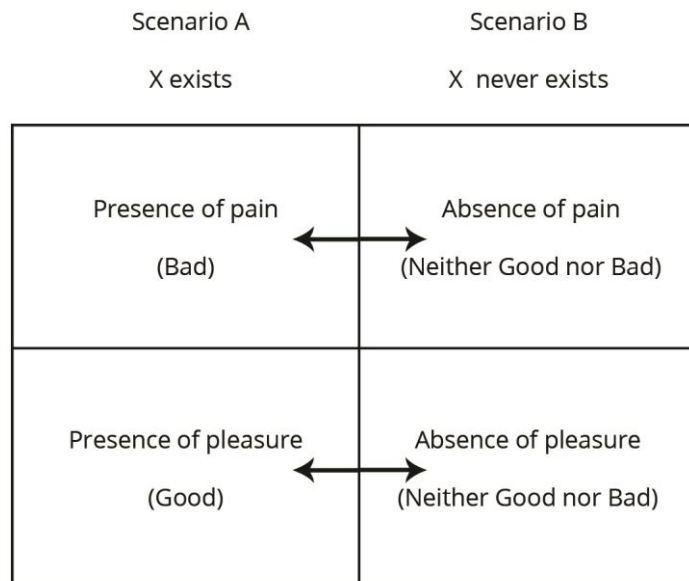 Scenario A
Scenario B
X exists
X never exists
Presence of pain
Absence of pain
(Bad)
(Neither Good nor Bad)
Presence of pleasure
Absence of pleasure
(Good)
(Neither Good nor Bad)